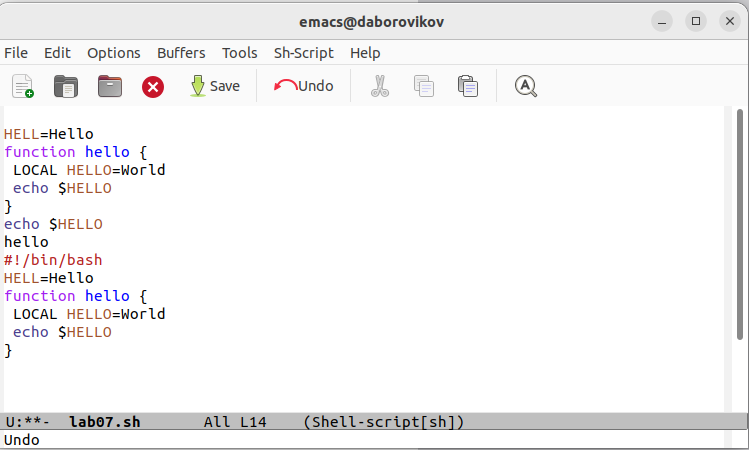 emacs@daborovikov
File Edit Options Buffers Tools Sh-Script Help
Save Undo
HELL=Hello
function hello {
 LOCAL HELLO=World
 echo $HELLO
}
echo $HELLO
hello
#!/bin/bash
HELL=Hello
function hello {
 LOCAL HELLO=World
 echo $HELLO
}
U:**-  lab07.sh       All L14    (Shell-script[sh])
Undo